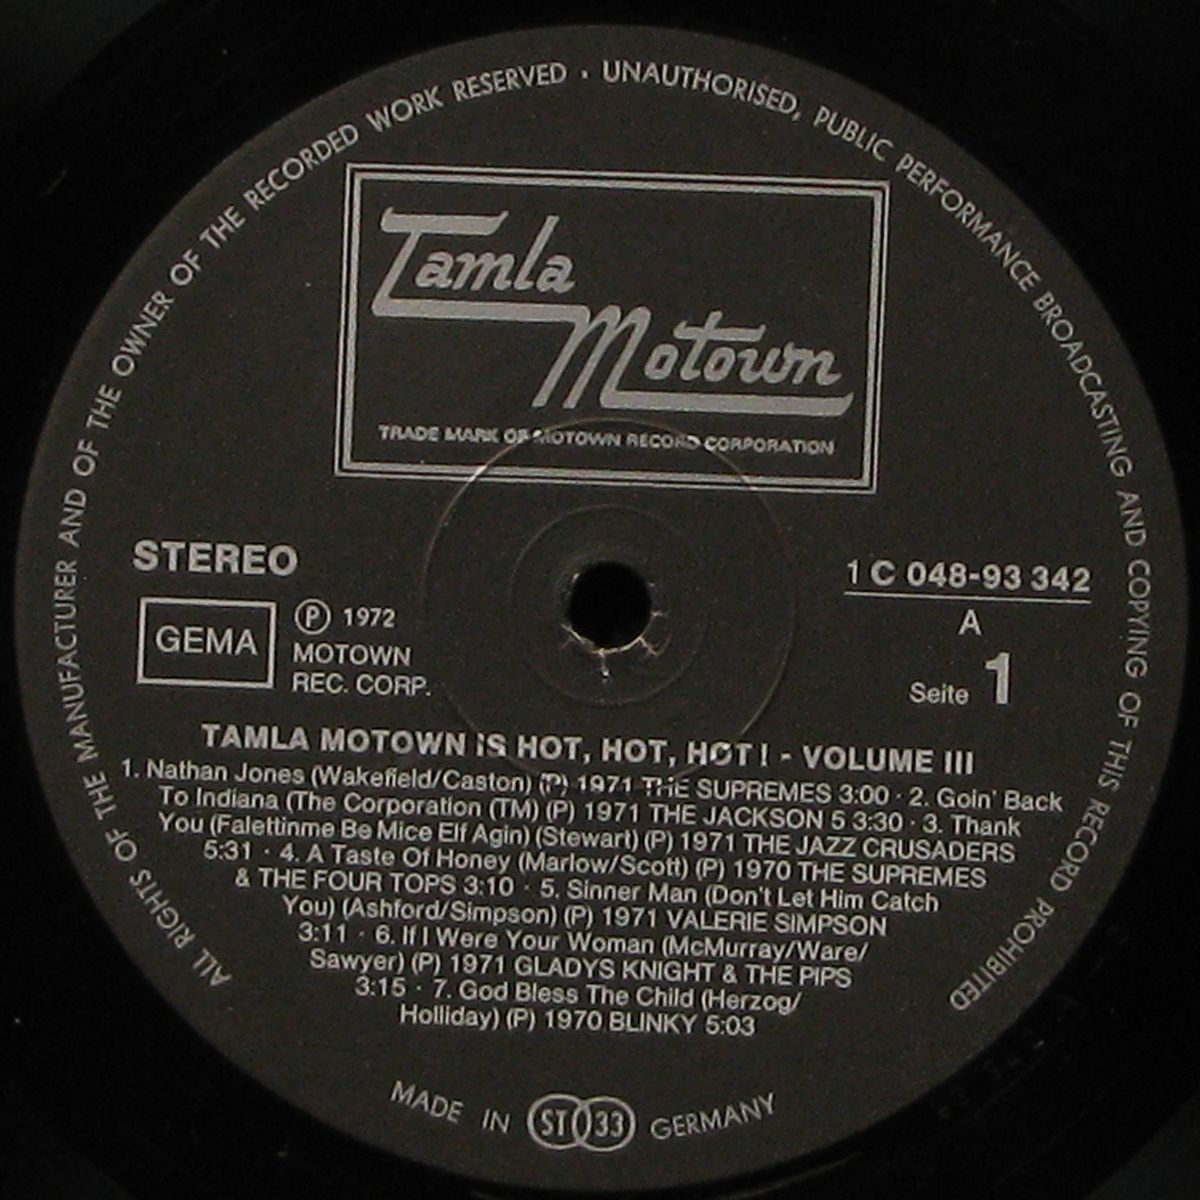 ALL RIGHTS OF THE MANUFACTURER AND OF THE OWNER OF THE RECORDED WORK RESERVED · UNAUTHORISED, PUBLIC PERFORMANCE BROADCASTING AND COPYING OF THIS RECORD PROHIBITED
Tamla
Motown
TRADE MARK OF MOTOWN RECORD CORPORATION
STEREO
GEMA
℗ 1972
MOTOWN
REC. CORP.
1 C 048-93 342
A
Seite 1
TAMLA MOTOWN IS HOT, HOT, HOT! - VOLUME III
1. Nathan Jones (Wakefield/Caston) (P) 1971 THE SUPREMES 3:00 · 2. Goin' Back
To Indiana (The Corporation (TM) (P) 1971 THE JACKSON 5 3:30 · 3. Thank
You (Falettinme Be Mice Elf Agin) (Stewart) (P) 1971 THE JAZZ CRUSADERS
5:31 · 4. A Taste Of Honey (Marlow/Scott) (P) 1970 THE SUPREMES
& THE FOUR TOPS 3:10 · 5. Sinner Man (Don't Let Him Catch
You) (Ashford/Simpson) (P) 1971 VALERIE SIMPSON
3:11 · 6. If I Were Your Woman (McMurray/Ware/
Sawyer) (P) 1971 GLADYS KNIGHT & THE PIPS
3:15 · 7. God Bless The Child (Herzog/
Holliday) (P) 1970 BLINKY 5:03
MADE IN ST 33 GERMANY